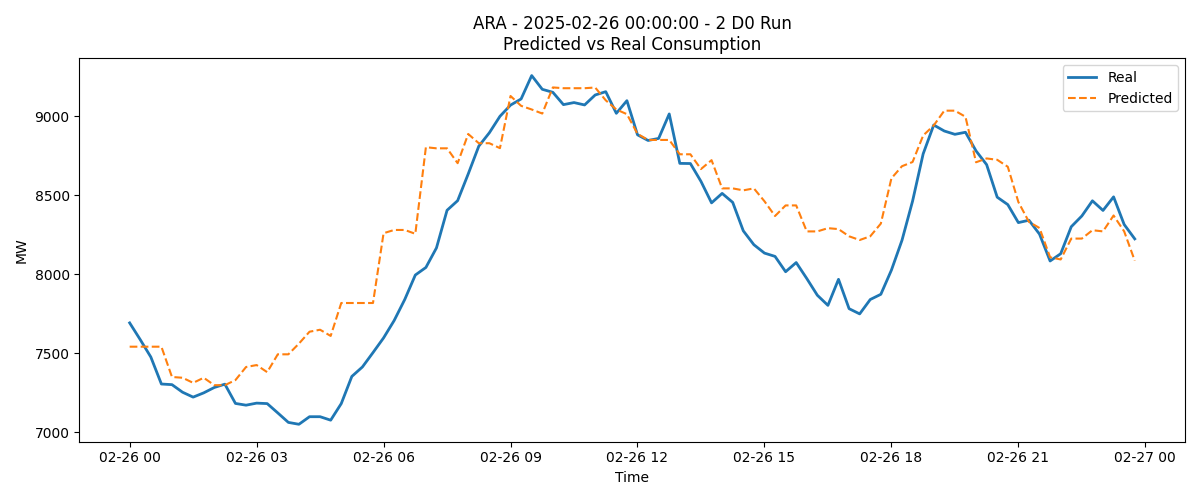 ARA - 2025-02-26 00:00:00 - 2 D0 Run
Predicted vs Real Consumption
Real
Predicted
MW
9000
8500
8000
7500
7000
02-26 00
02-26 03
02-26 06
02-26 09
02-26 12
02-26 15
02-26 18
02-26 21
02-27 00
Time